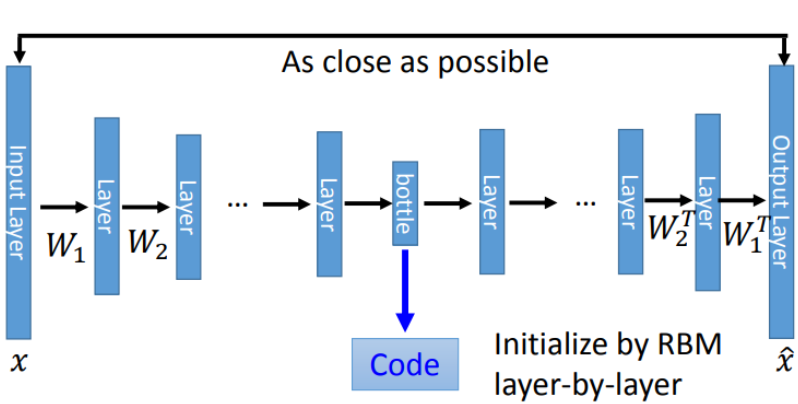 As close as possible
Input Layer
Layer
Layer
...
Layer
bottle
Layer
...
Layer
Layer
Output Layer
W₁
W₂
W₂ᵀ
W₁ᵀ
x
Code
Initialize by RBM
layer-by-layer
x̂